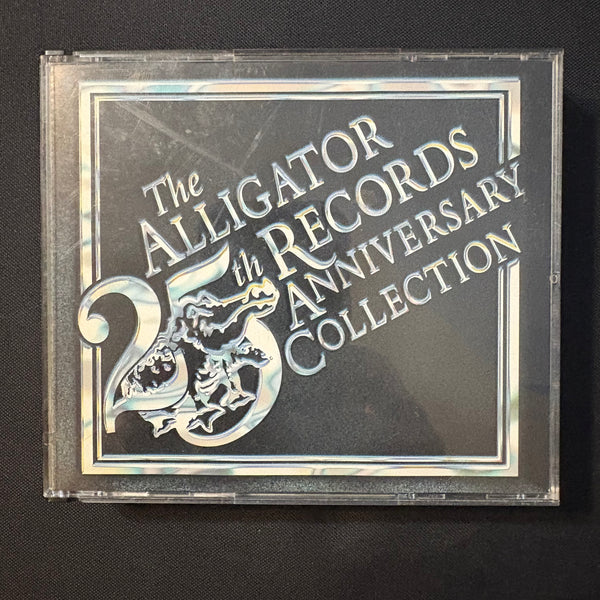 The
ALLIGATOR
25th RECORDS
ANNIVERSARY
COLLECTION